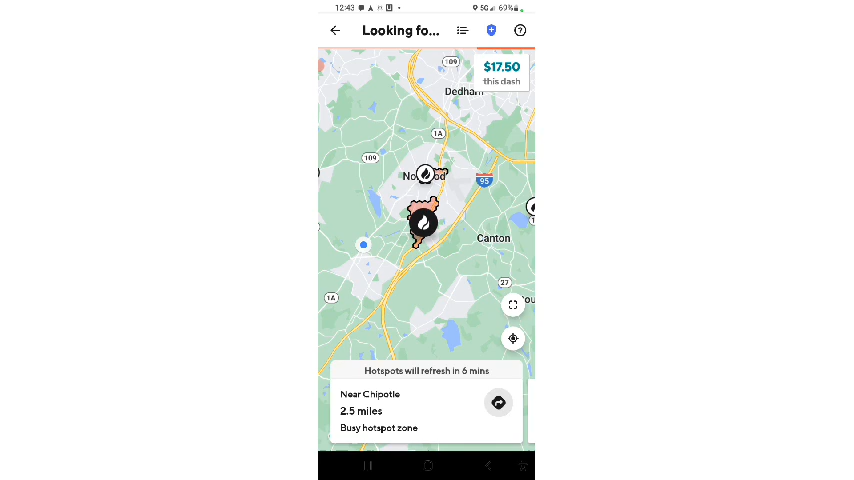 12:43
5G 69%
Looking fo...
$17.50
this dash
109
Dedham
1A
109
Norwood
95
Canton
27
1A
Hotspots will refresh in 6 mins
Near Chipotle
2.5 miles
Busy hotspot zone